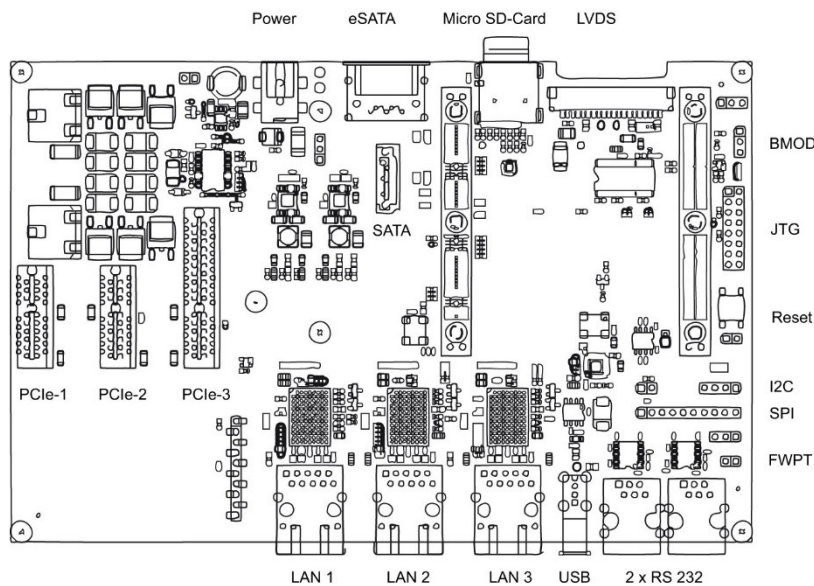 Power eSATA Micro SD-Card LVDS
BMOD
JTG
SATA
Reset
PCIe-1 PCIe-2 PCIe-3
I2C
SPI
FWPT
LAN 1 LAN 2 LAN 3 USB 2 x RS 232